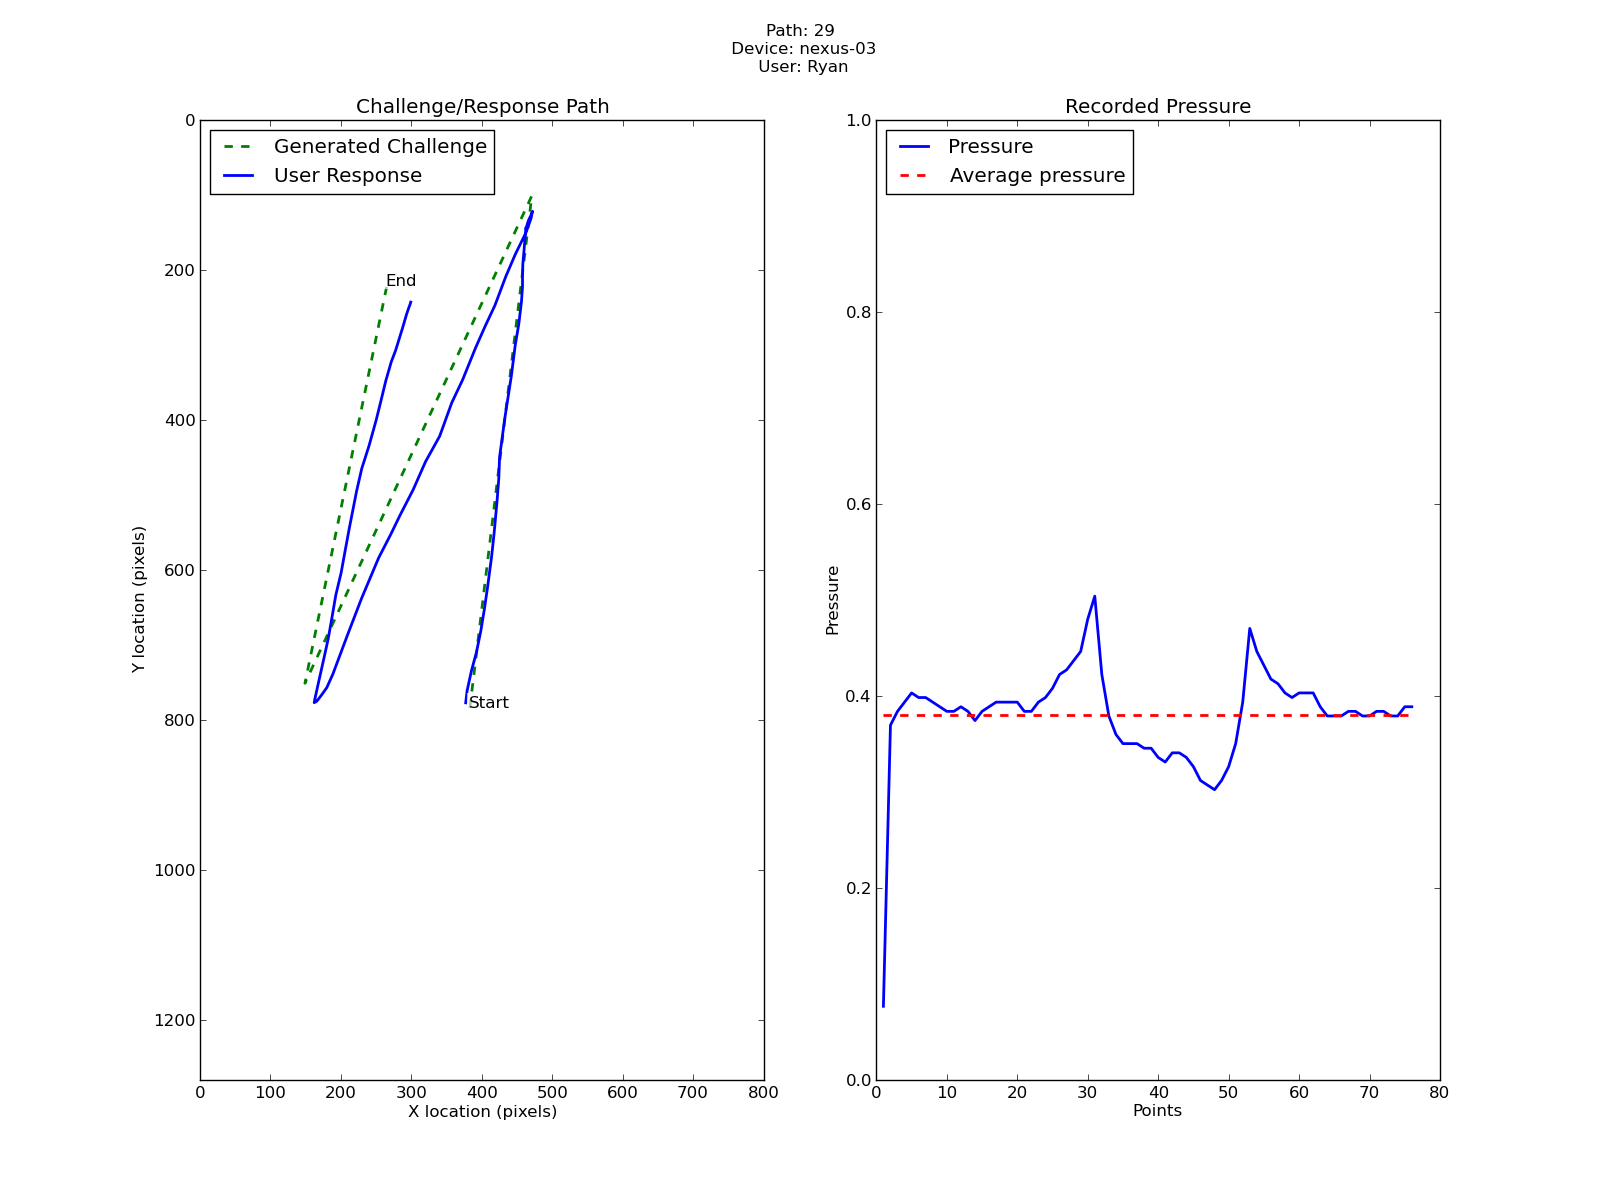 Path: 29
Device: nexus-03
User: Ryan
Challenge/Response Path
Generated Challenge
User Response
End
Start
0
200
400
600
800
1000
1200
Y location (pixels)
0 100 200 300 400 500 600 700 800
X location (pixels)
Recorded Pressure
Pressure
Average pressure
1.0
0.8
0.6
0.4
0.2
0.0
Pressure
0 10 20 30 40 50 60 70 80
Points